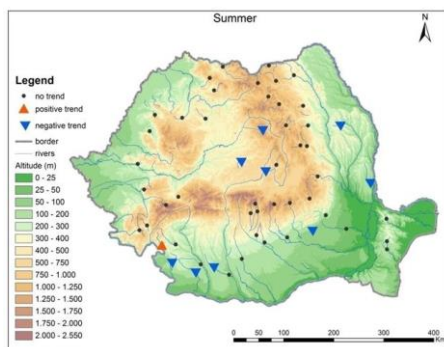 Summer
N
Legend
no trend
positive trend
negative trend
border
rivers
Altitude (m)
0 - 25
25 - 50
50 - 100
100 - 200
200 - 300
300 - 400
400 - 500
500 - 750
750 - 1.000
1.000 - 1.250
1.250 - 1.500
1.500 - 1.750
1.750 - 2.000
2.000 - 2.550
0 50 100 200 300 400
Km